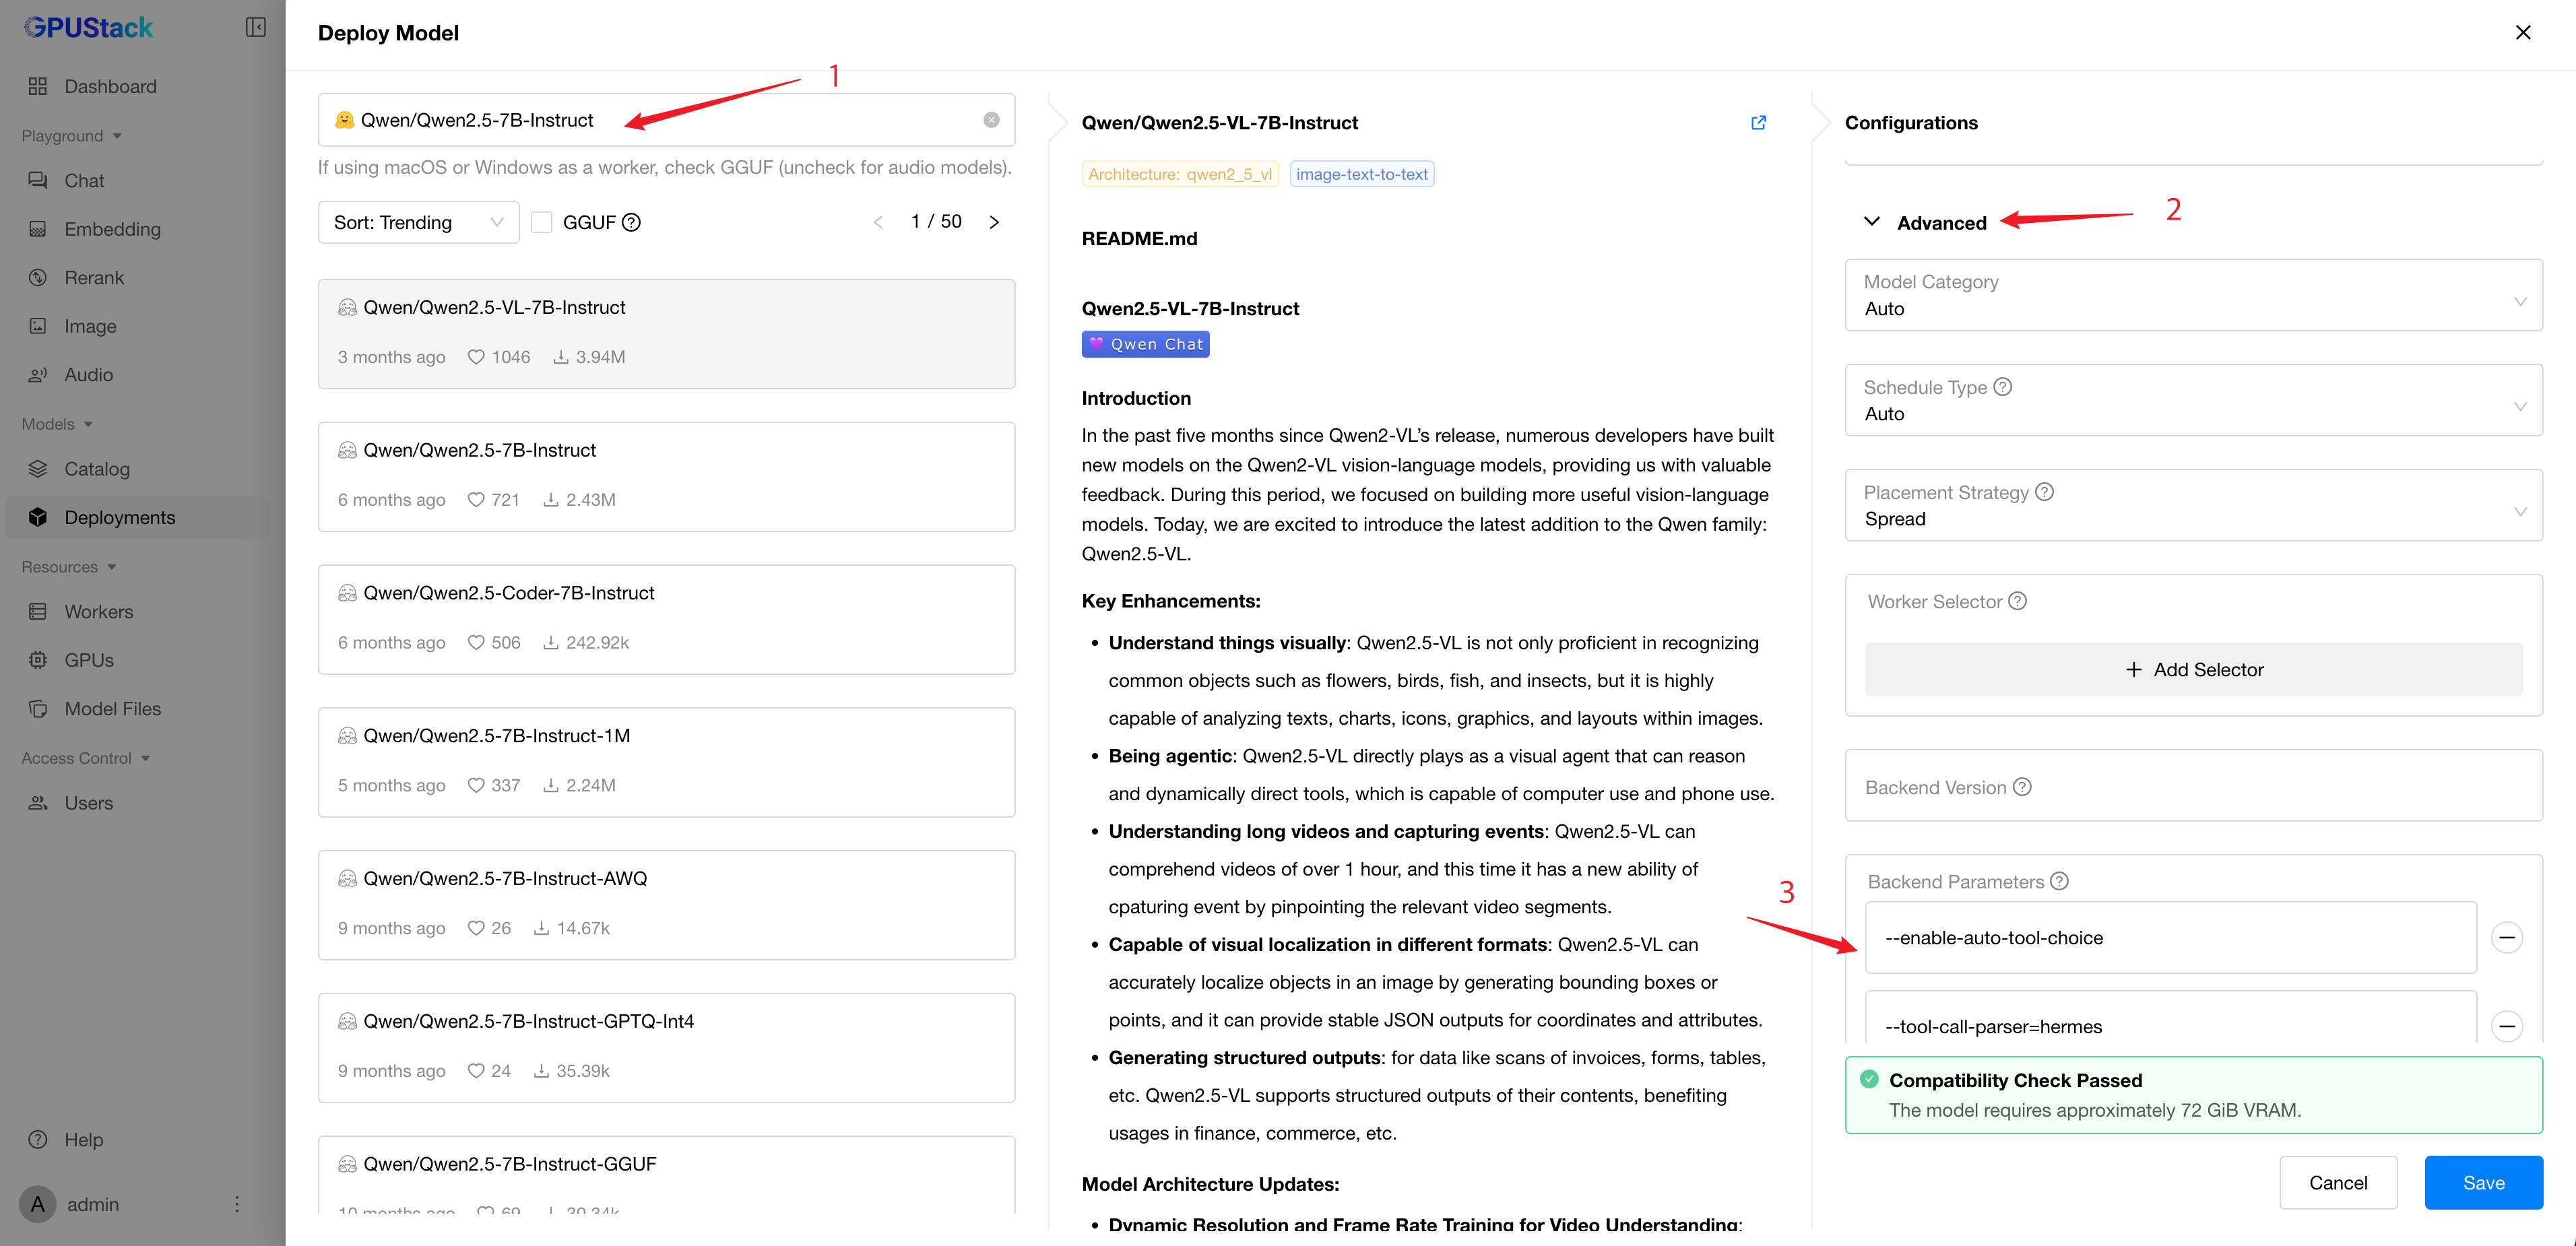 GPUStack
Dashboard
Playground
Chat
Embedding
Rerank
Image
Audio
Models
Catalog
Deployments
Resources
Workers
GPUs
Model Files
Access Control
Users
Help
A
admin
Deploy Model
1
Qwen/Qwen2.5-7B-Instruct
If using macOS or Windows as a worker, check GGUF (uncheck for audio models).
Sort: Trending
GGUF
1 / 50
Qwen/Qwen2.5-VL-7B-Instruct
3 months ago 1046 3.94M
Qwen/Qwen2.5-7B-Instruct
6 months ago 721 2.43M
Qwen/Qwen2.5-Coder-7B-Instruct
6 months ago 506 242.92k
Qwen/Qwen2.5-7B-Instruct-1M
5 months ago 337 2.24M
Qwen/Qwen2.5-7B-Instruct-AWQ
9 months ago 26 14.67k
Qwen/Qwen2.5-7B-Instruct-GPTQ-Int4
9 months ago 24 35.39k
Qwen/Qwen2.5-7B-Instruct-GGUF
10 months ago 69 30.34k
Qwen/Qwen2.5-VL-7B-Instruct
Architecture: qwen2_5_vl
image-text-to-text
README.md
Qwen2.5-VL-7B-Instruct
Qwen Chat
Introduction
In the past five months since Qwen2-VL’s release, numerous developers have built
new models on the Qwen2-VL vision-language models, providing us with valuable
feedback. During this period, we focused on building more useful vision-language
models. Today, we are excited to introduce the latest addition to the Qwen family:
Qwen2.5-VL.
Key Enhancements:
• Understand things visually: Qwen2.5-VL is not only proficient in recognizing
common objects such as flowers, birds, fish, and insects, but it is highly
capable of analyzing texts, charts, icons, graphics, and layouts within images.
• Being agentic: Qwen2.5-VL directly plays as a visual agent that can reason
and dynamically direct tools, which is capable of computer use and phone use.
• Understanding long videos and capturing events: Qwen2.5-VL can
comprehend videos of over 1 hour, and this time it has a new ability of
cpaturing event by pinpointing the relevant video segments.
• Capable of visual localization in different formats: Qwen2.5-VL can
accurately localize objects in an image by generating bounding boxes or
points, and it can provide stable JSON outputs for coordinates and attributes.
• Generating structured outputs: for data like scans of invoices, forms, tables,
etc. Qwen2.5-VL supports structured outputs of their contents, benefiting
usages in finance, commerce, etc.
Model Architecture Updates:
• Dynamic Resolution and Frame Rate Training for Video Understanding:
Configurations
Advanced
2
Model Category
Auto
Schedule Type
Auto
Placement Strategy
Spread
Worker Selector
+ Add Selector
Backend Version
3
Backend Parameters
--enable-auto-tool-choice
--tool-call-parser=hermes
Compatibility Check Passed
The model requires approximately 72 GiB VRAM.
Cancel
Save